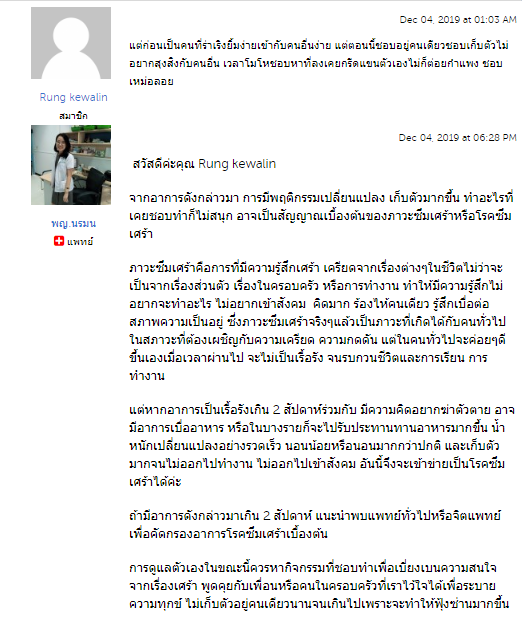 Dec 04, 2019 at 01:03 AM
แต่ก่อนเป็นคนที่ร่าเริงยิ้มง่ายเข้ากับคนอื่นง่าย แต่ตอนนี้ชอบอยู่คนเดียวชอบเก็บตัวไม่
อยากสุงสิงกับคนอื่น เวลาโมโหชอบหาที่ลงเคยกรีดแขนตัวเองไม่ก็ต่อยกำแพง ชอบ
เหม่อลอย
Rung kewalin
สมาชิก
Dec 04, 2019 at 06:28 PM
สวัสดีค่ะคุณ Rung kewalin
จากอาการดังกล่าวมา การมีพฤติกรรมเปลี่ยนแปลง เก็บตัวมากขึ้น ทำอะไรที่
เคยชอบทำก็ไม่สนุก อาจเป็นสัญญาณเบื้องต้นของภาวะซึมเศร้าหรือโรคซึม
เศร้า
พญ.นรมน
แพทย์
ภาวะซึมเศร้าคือการที่มีความรู้สึกเศร้า เครียดจากเรื่องต่างๆในชีวิตไม่ว่าจะ
เป็นจากเรื่องส่วนตัว เรื่องในครอบครัว หรือการทำงาน ทำให้มีความรู้สึกไม่
อยากจะทำอะไร ไม่อยากเข้าสังคม คิดมาก ร้องไห้คนเดียว รู้สึกเบื่อต่อ
สภาพความเป็นอยู่ ซึ่งภาวะซึมเศร้าจริงๆแล้วเป็นภาวะที่เกิดได้กับคนทั่วไป
ในสภาวะที่ต้องเผชิญกับความเครียด ความกดดัน แต่ในคนทั่วไปจะค่อยๆดี
ขึ้นเองเมื่อเวลาผ่านไป จะไม่เป็นเรื้อรัง จนรบกวนชีวิตและการเรียน การ
ทำงาน
แต่หากอาการเป็นเรื้อรังเกิน 2 สัปดาห์ร่วมกับ มีความคิดอยากฆ่าตัวตาย อาจ
มีอาการเบื่ออาหาร หรือในบางรายก็จะไปรับประทานทานอาหารมากขึ้น น้ำ
หนักเปลี่ยนแปลงอย่างรวดเร็ว นอนน้อยหรือนอนมากกว่าปกติ และเก็บตัว
มากจนไม่ออกไปทำงาน ไม่ออกไปเข้าสังคม อันนี้จึงจะเข้าข่ายเป็นโรคซึม
เศร้าได้ค่ะ
ถ้ามีอาการดังกล่าวมาเกิน 2 สัปดาห์ แนะนำพบแพทย์ทั่วไปหรือจิตแพทย์
เพื่อคัดกรองอาการโรคซึมเศร้าเบื้องต้น
การดูแลตัวเองในขณะนี้ควรหากิจกรรมที่ชอบทำเพื่อเบี่ยงเบนความสนใจ
จากเรื่องเศร้า พูดคุยกับเพื่อนหรือคนในครอบครัวที่เราไว้ใจได้เพื่อระบาย
ความทุกข์ ไม่เก็บตัวอยู่คนเดียวนานจนเกินไปเพราะจะทำให้ฟุ้งซ่านมากขึ้น